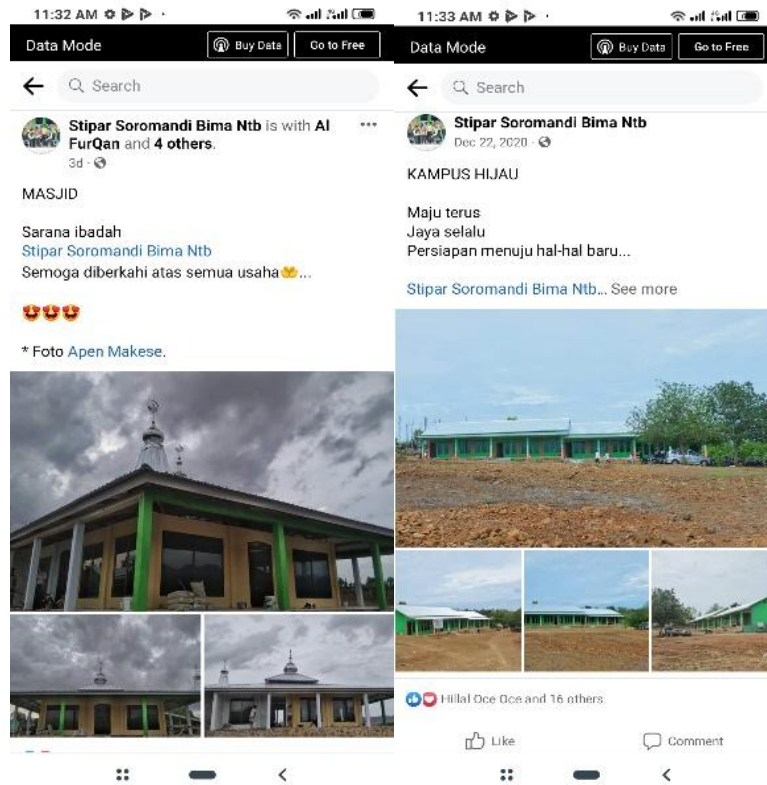 11:32 AM
Data Mode
Buy Data
Go to Free
Search
Stipar Soromandi Bima Ntb is with Al
FurQan and 4 others.
3d
MASJID
Sarana ibadah
Stipar Soromandi Bima Ntb
Semoga diberkahi atas semua usaha🤲...
😍😍😍
* Foto Apen Makese.
11:33 AM
Data Mode
Buy Data
Go to Free
Search
Stipar Soromandi Bima Ntb
Dec 22, 2020
KAMPUS HIJAU
Maju terus
Jaya selalu
Persiapan menuju hal-hal baru...
Stipar Soromandi Bima Ntb... See more
Hillal Oce Oce and 16 others
Like
Comment